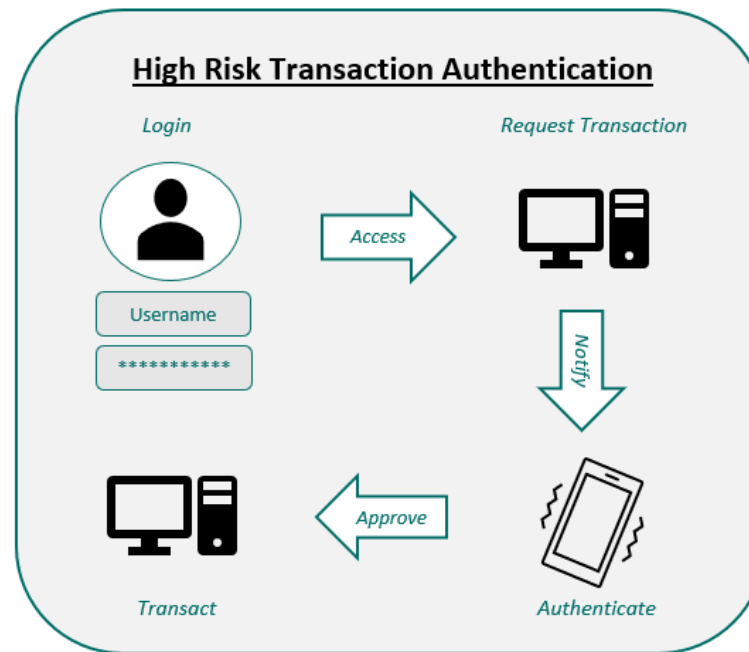 High Risk Transaction Authentication
Login
Request Transaction
Access
Username
***********
Notify
Approve
Transact
Authenticate